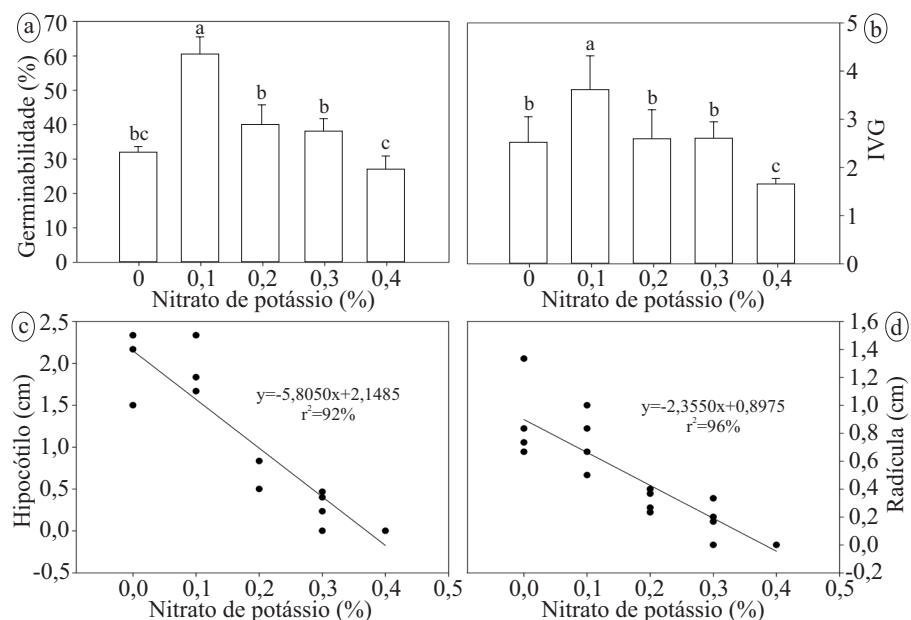 a
Germinabilidade (%)
70
60
50
40
30
20
10
0
bc
a
b
b
c
0 0,1 0,2 0,3 0,4
Nitrato de potássio (%)
b
IVG
5
4
3
2
1
0
b
a
b
b
c
0 0,1 0,2 0,3 0,4
Nitrato de potássio (%)
c
Hipocótilo (cm)
2,5
2,0
1,5
1,0
0,5
0,0
-0,5
y=-5,8050x+2,1485
r²=92%
0,0 0,1 0,2 0,3 0,4 0,5
Nitrato de potássio (%)
d
Radícula (cm)
1,6
1,4
1,2
1,0
0,8
0,6
0,4
0,2
0,0
-0,2
y=-2,3550x+0,8975
r²=96%
0,0 0,1 0,2 0,3 0,4 0,5
Nitrato de potássio (%)